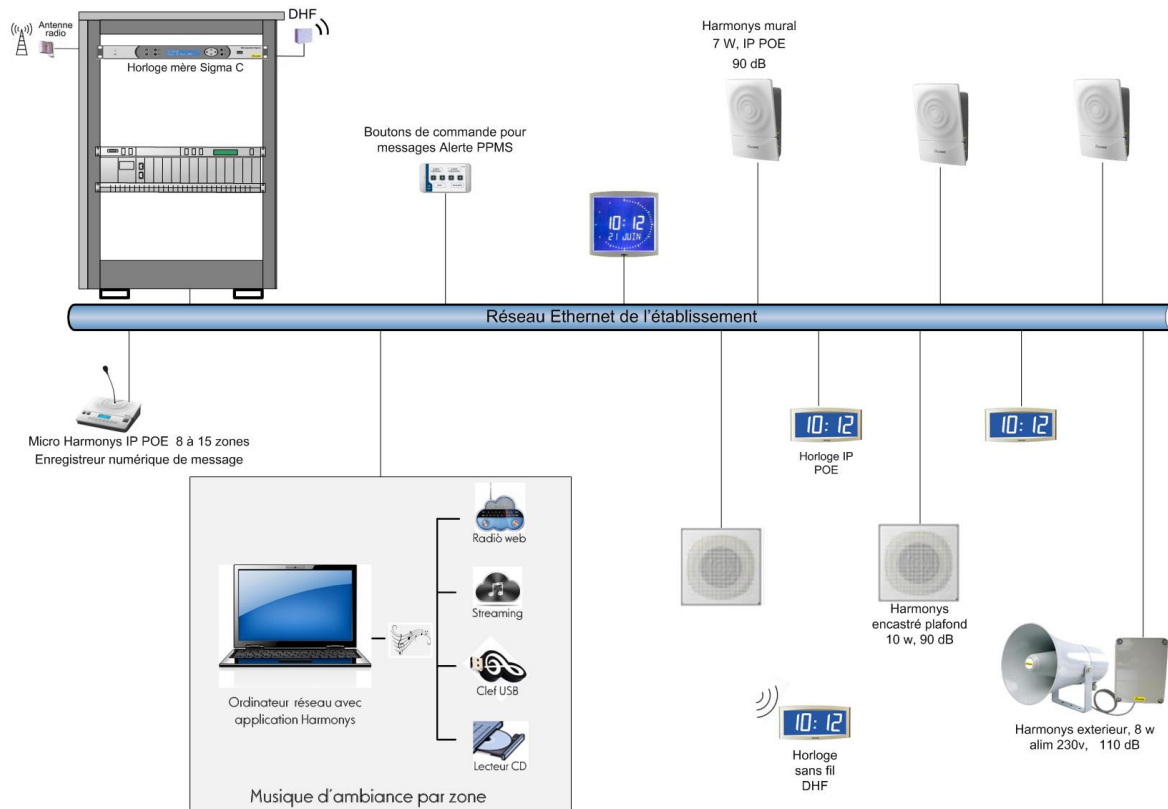 Antenne
radio
DHF
Horloge mère Sigma C
Boutons de commande pour
messages Alerte PPMS
10:12
21 JUIN
Harmonys mural
7 W, IP POE
90 dB
Réseau Ethernet de l'établissement
Micro Harmonys IP POE 8 à 15 zones
Enregistreur numérique de message
Ordinateur réseau avec
application Harmonys
Radiò web
Streaming
Clef USB
Lecteur CD
Musique d'ambiance par zone
10:12
Horloge IP
POE
10:12
Harmonys
encastré plafond
10 w, 90 dB
10:12
Horloge
sans fil
DHF
Harmonys exterieur, 8 w
alim 230v, 110 dB